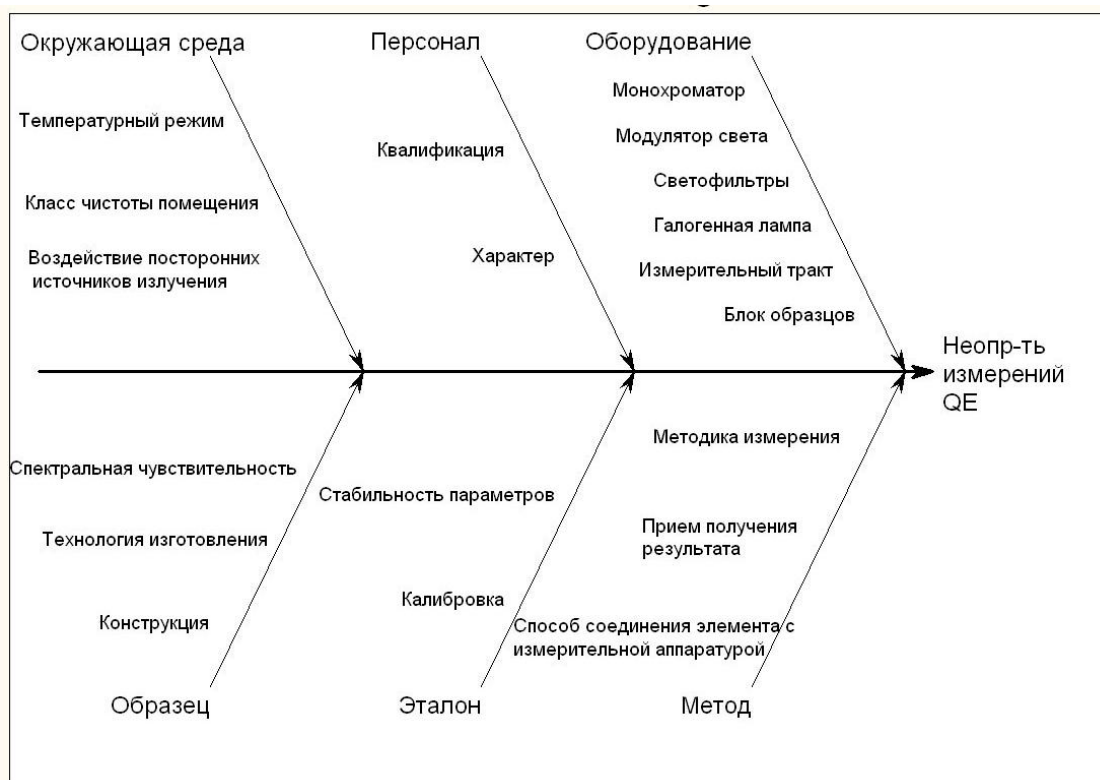 Окружающая среда
Температурный режим
Класс чистоты помещения
Воздействие посторонних
источников излучения
Персонал
Квалификация
Характер
Оборудование
Монохроматор
Модулятор света
Светофильтры
Галогенная лампа
Измерительный тракт
Блок образцов
Неопр-ть
измерений
QE
Спектральная чувствительность
Технология изготовления
Конструкция
Образец
Стабильность параметров
Калибровка
Эталон
Методика измерения
Прием получения
результата
Способ соединения элемента с
измерительной аппаратурой
Метод